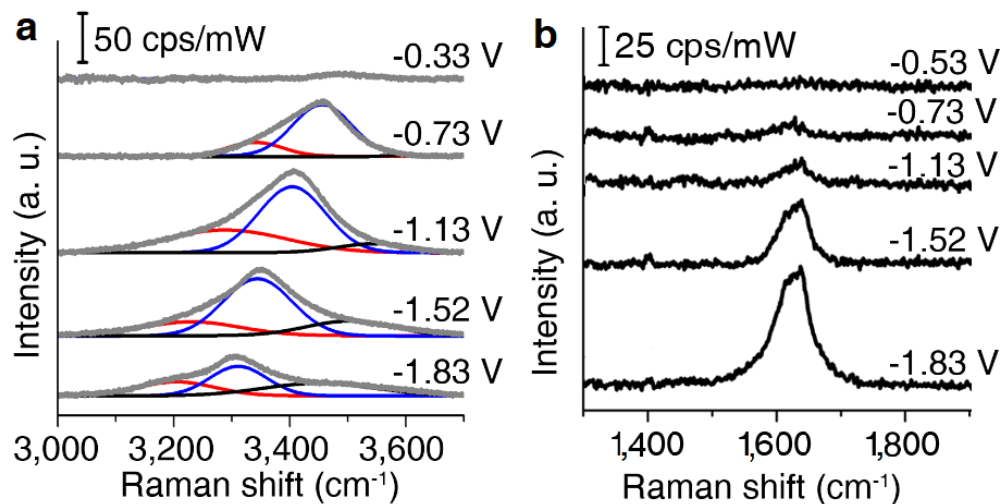 a
50 cps/mW
-0.33 V
-0.73 V
-1.13 V
-1.52 V
-1.83 V
Intensity (a. u.)
3,000 3,200 3,400 3,600
Raman shift (cm⁻¹)
b
25 cps/mW
-0.53 V
-0.73 V
-1.13 V
-1.52 V
-1.83 V
Intensity (a. u.)
1,400 1,600 1,800
Raman shift (cm⁻¹)